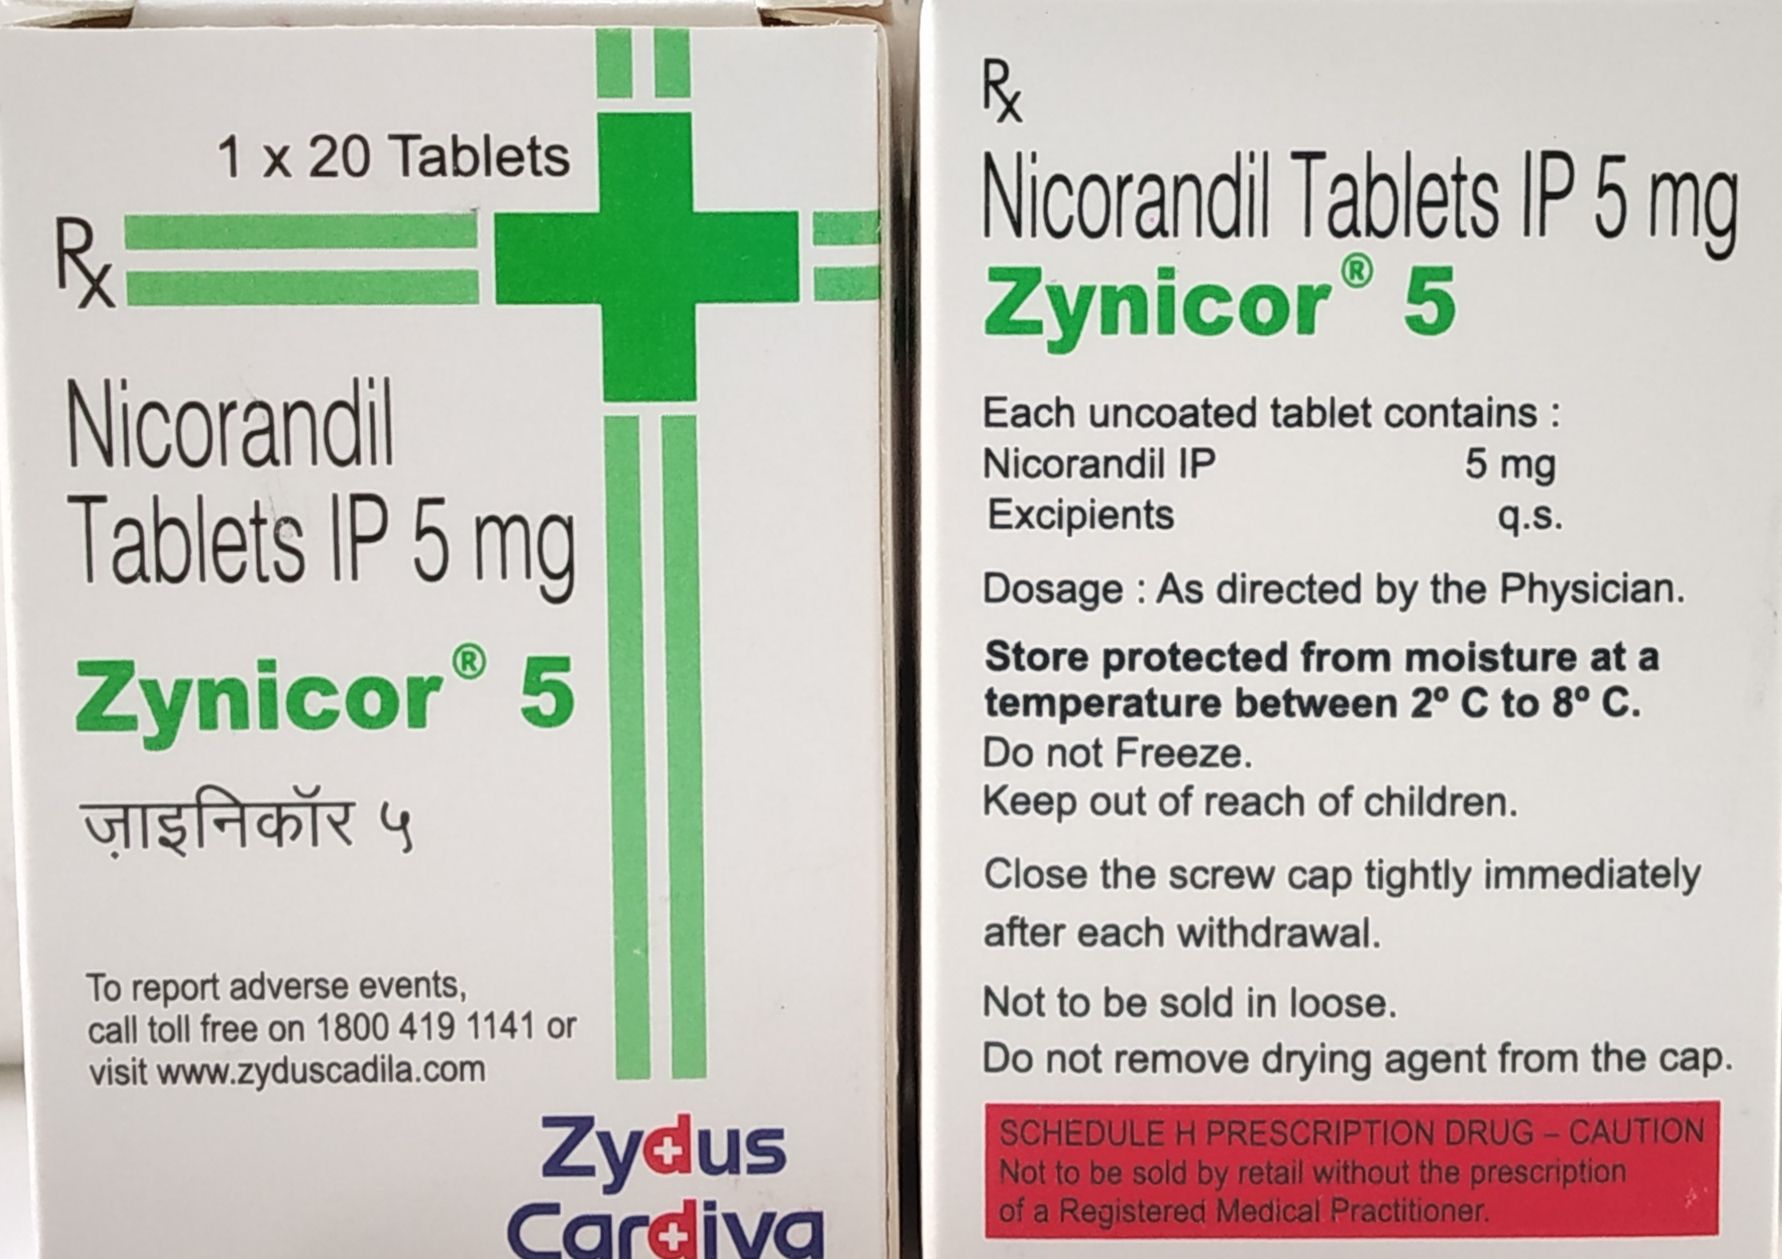 1 x 20 Tablets
Rx
Nicorandil
Tablets IP 5 mg
Zynicor® 5
ज़ाइनिकॉर ५
To report adverse events,
call toll free on 1800 419 1141 or
visit www.zyduscadila.com
Zydus
Cardiva
Rx
Nicorandil Tablets IP 5 mg
Zynicor® 5
Each uncoated tablet contains :
Nicorandil IP 5 mg
Excipients q.s.
Dosage : As directed by the Physician.
Store protected from moisture at a
temperature between 2º C to 8º C.
Do not Freeze.
Keep out of reach of children.
Close the screw cap tightly immediately
after each withdrawal.
Not to be sold in loose.
Do not remove drying agent from the cap.
SCHEDULE H PRESCRIPTION DRUG – CAUTION
Not to be sold by retail without the prescription
of a Registered Medical Practitioner.